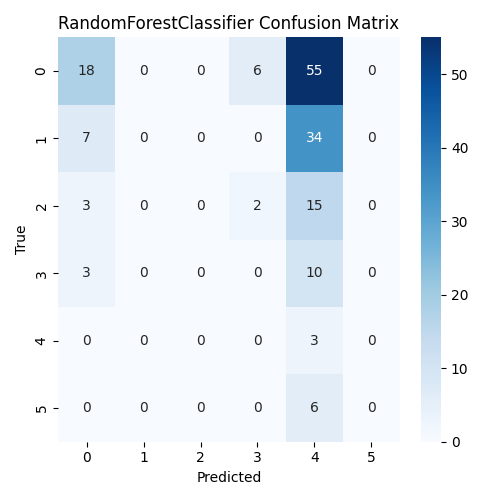 RandomForestClassifier Confusion Matrix
0 18 0 0 6 55 0
1 7 0 0 0 34 0
2 3 0 0 2 15 0
3 3 0 0 0 10 0
4 0 0 0 0 3 0
5 0 0 0 0 6 0
0 1 2 3 4 5
Predicted
True
50
40
30
20
10
0